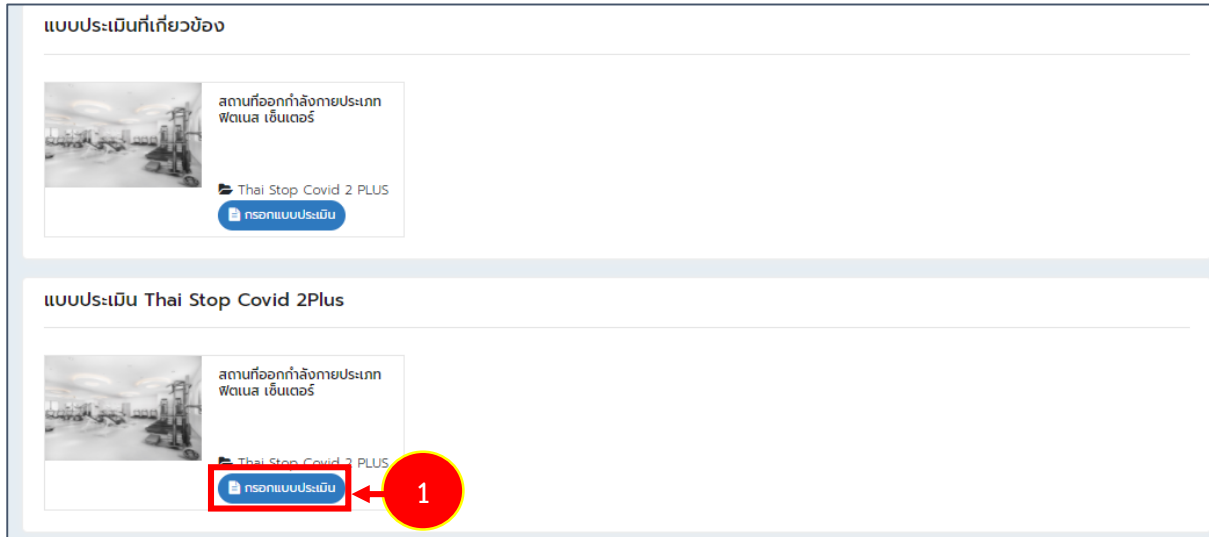 แบบประเมินที่เกี่ยวข้อง
สถานที่ออกกำลังกายประเภท
ฟิตเนส เซ็นเตอร์
Thai Stop Covid 2 PLUS
กรอกแบบประเมิน
แบบประเมิน Thai Stop Covid 2Plus
สถานที่ออกกำลังกายประเภท
ฟิตเนส เซ็นเตอร์
Thai Stop Covid 2 PLUS
กรอกแบบประเมิน
1